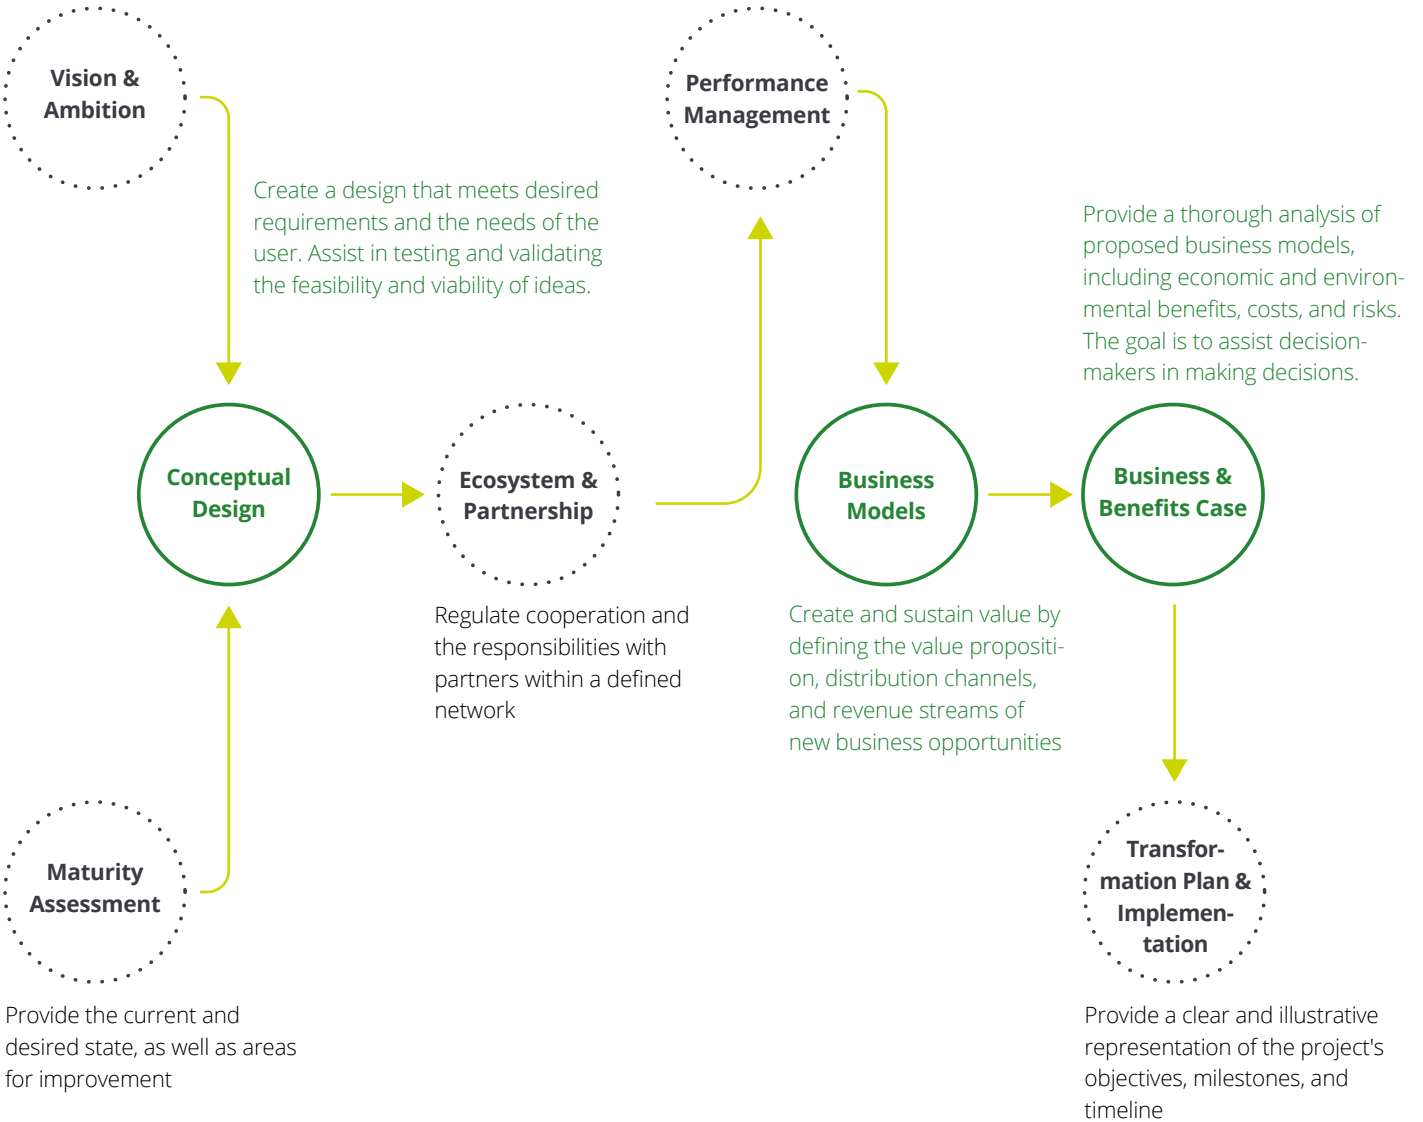 Vision &
Ambition
Performance
Management
Create a design that meets desired
requirements and the needs of the
user. Assist in testing and validating
the feasibility and viability of ideas.
Provide a thorough analysis of
proposed business models,
including economic and environ-
mental benefits, costs, and risks.
The goal is to assist decision-
makers in making decisions.
Conceptual
Design
Ecosystem &
Partnership
Business
Models
Business &
Benefits Case
Regulate cooperation and
the responsibilities with
partners within a defined
network
Create and sustain value by
defining the value propositi-
on, distribution channels,
and revenue streams of
new business opportunities
Maturity
Assessment
Transfor-
mation Plan &
Implemen-
tation
Provide the current and
desired state, as well as areas
for improvement
Provide a clear and illustrative
representation of the project's
objectives, milestones, and
timeline